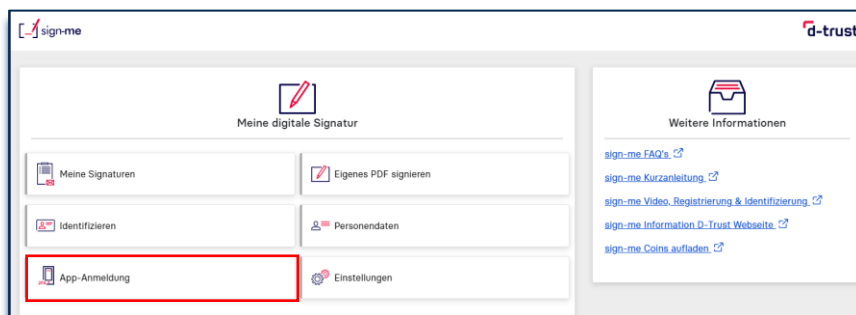 sign-me
d-trust
Meine digitale Signatur
Meine Signaturen
Eigenes PDF signieren
Identifizieren
Personendaten
App-Anmeldung
Einstellungen
Weitere Informationen
sign-me FAQ's
sign-me Kurzanleitung
sign-me Video, Registrierung & Identifizierung
sign-me Information D-Trust Webseite
sign-me Coins aufladen